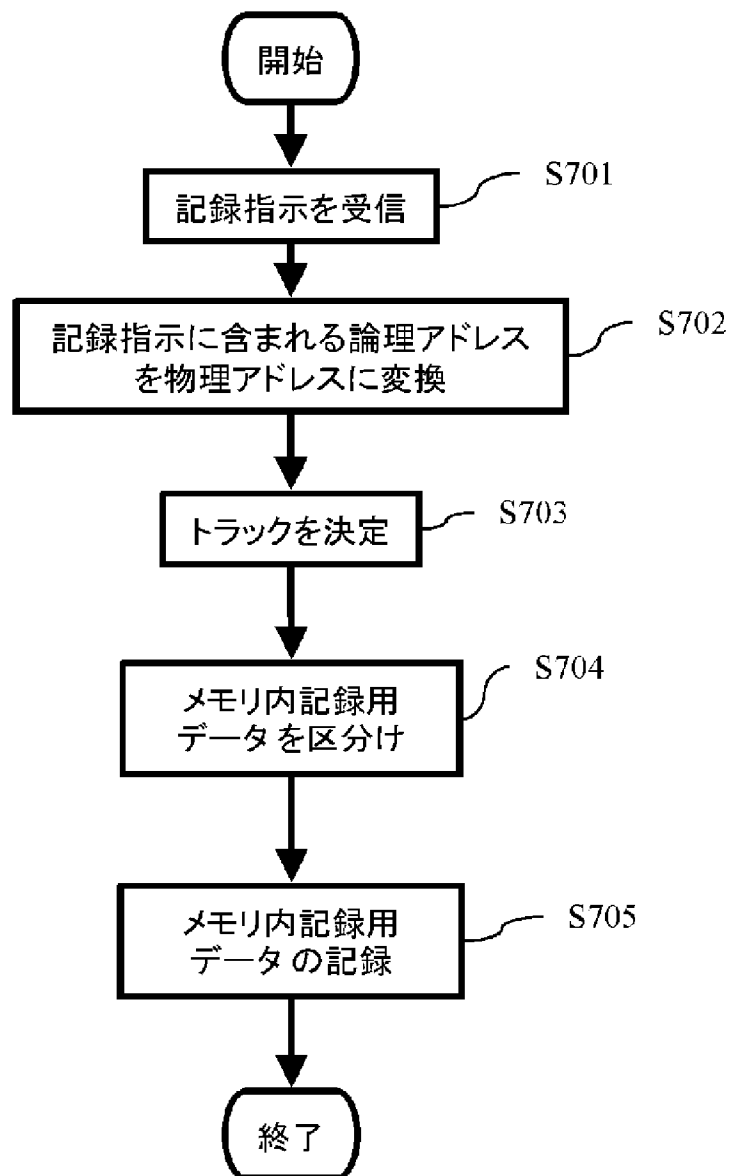 開始
記録指示を受信
S701
記録指示に含まれる論理アドレス
を物理アドレスに変換
S702
トラックを決定
S703
メモリ内記録用
データを区分け
S704
メモリ内記録用
データの記録
S705
終了